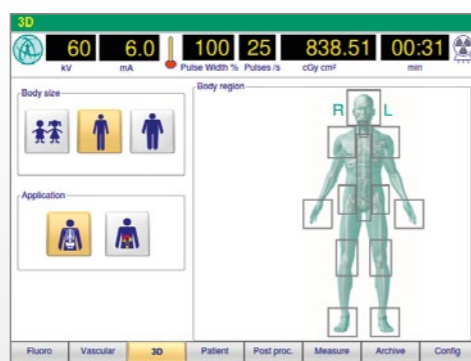 3D
60 6.0 100 25 838.51 00:31
kV mA Pulse Width % Pulses /s cGy cm² min
Body size
Body region
R L
Application
Fluoro Vascular 3D Patient Post proc. Measure Archive Config